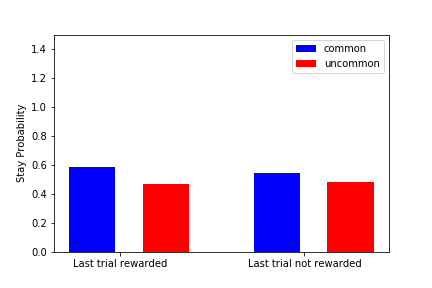 common
uncommon
Stay Probability
1.4
1.2
1.0
0.8
0.6
0.4
0.2
0.0
Last trial rewarded
Last trial not rewarded